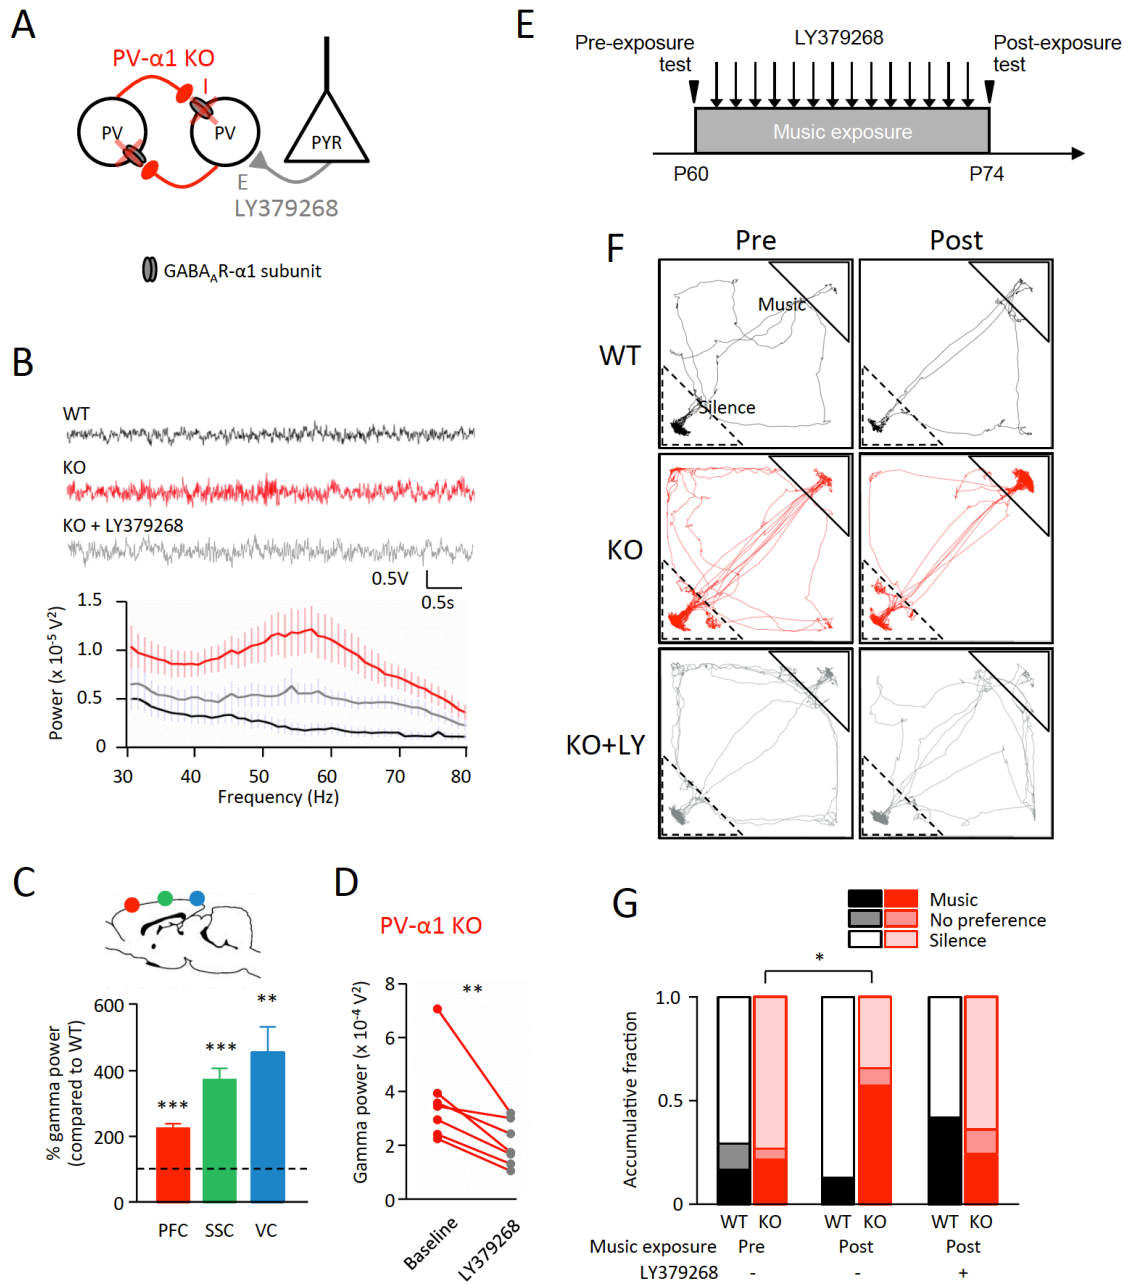 A
PV-α1 KO
I
PV
PV
PYR
E
LY379268
GABA_AR-α1 subunit
B
WT
KO
KO + LY379268
0.5V
0.5s
1.5
1.0
0.5
0
Power (x 10⁻⁵ V²)
30 40 50 60 70 80
Frequency (Hz)
C
600
400
200
0
% gamma power
(compared to WT)
***
***
**
PFC SSC VC
D
PV-α1 KO
8
6
4
2
0
Gamma power (x 10⁻⁴ V²)
**
Baseline
LY379268
E
Pre-exposure
test
LY379268
Post-exposure
test
Music exposure
P60
P74
F
Pre
Post
WT
Music
Silence
KO
KO+LY
G
Music
No preference
Silence
*
1.0
0.5
0
Accumulative fraction
WT KO WT KO WT KO
Music exposure Pre Post Post
LY379268 - - +